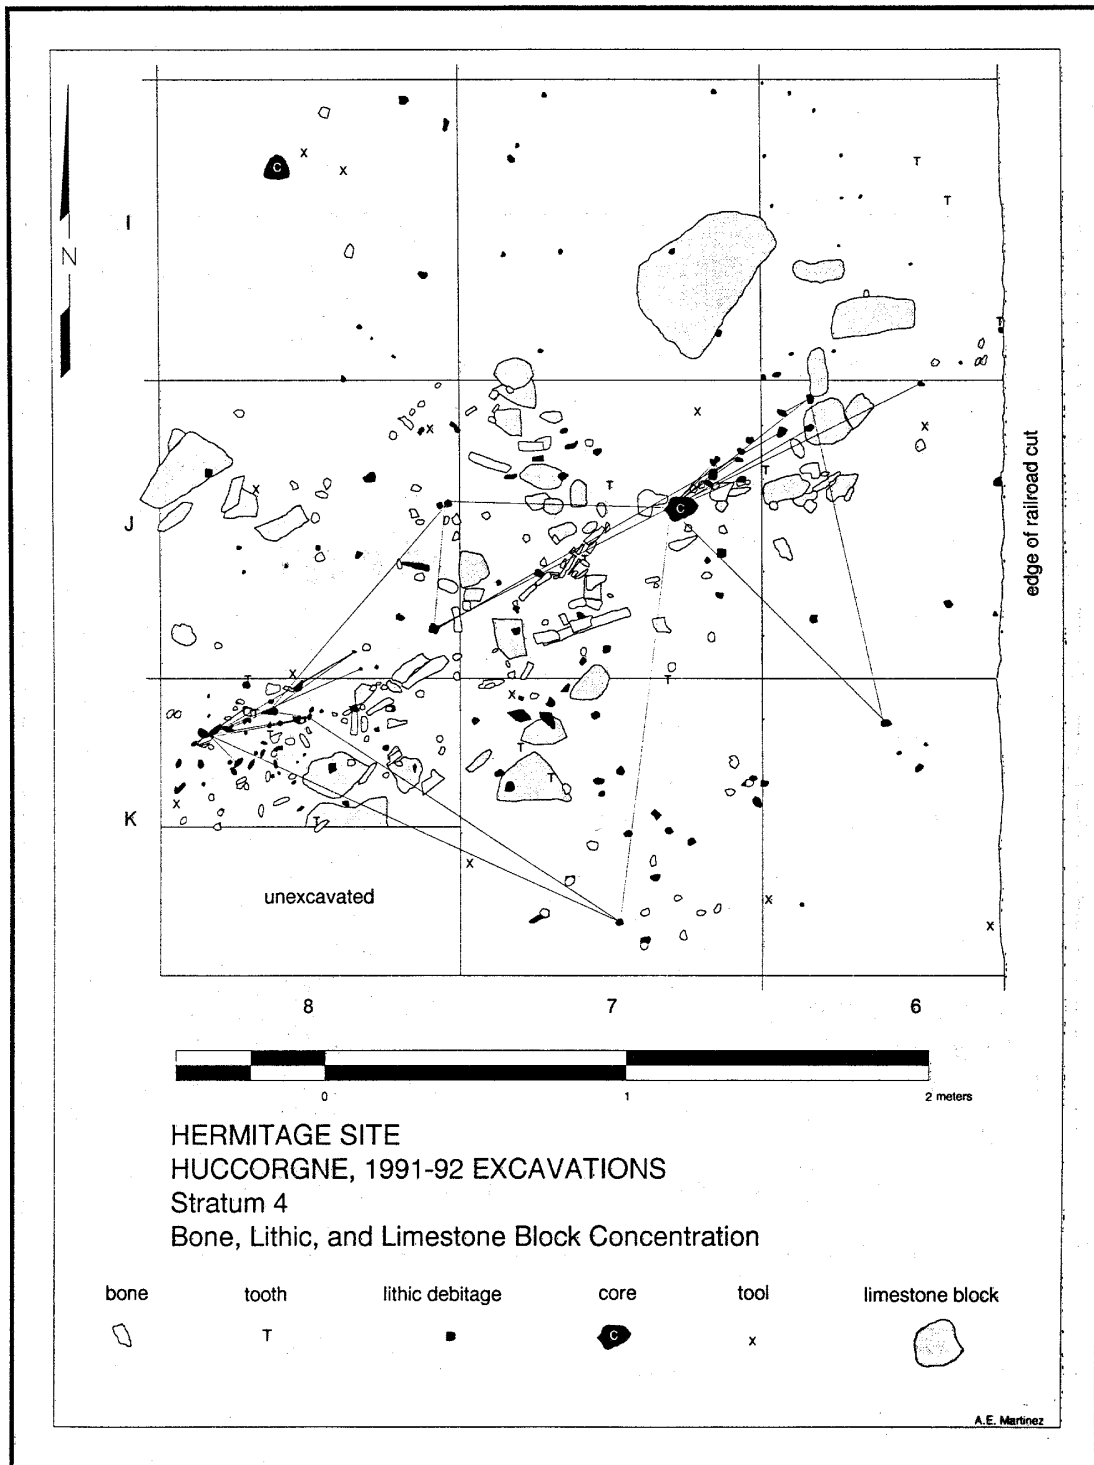 N
I
J
K
C
C
X
X
T
T
T
X
X
X
T
T
X
X
T
T
X
T
X
T
X
T
T
T
X
X
X
edge of railroad cut
unexcavated
8 7 6
0 1 2 meters
HERMITAGE SITE
HUCCORGNE, 1991-92 EXCAVATIONS
Stratum 4
Bone, Lithic, and Limestone Block Concentration
bone tooth lithic debitage core tool limestone block
T C x
A.E. Martinez